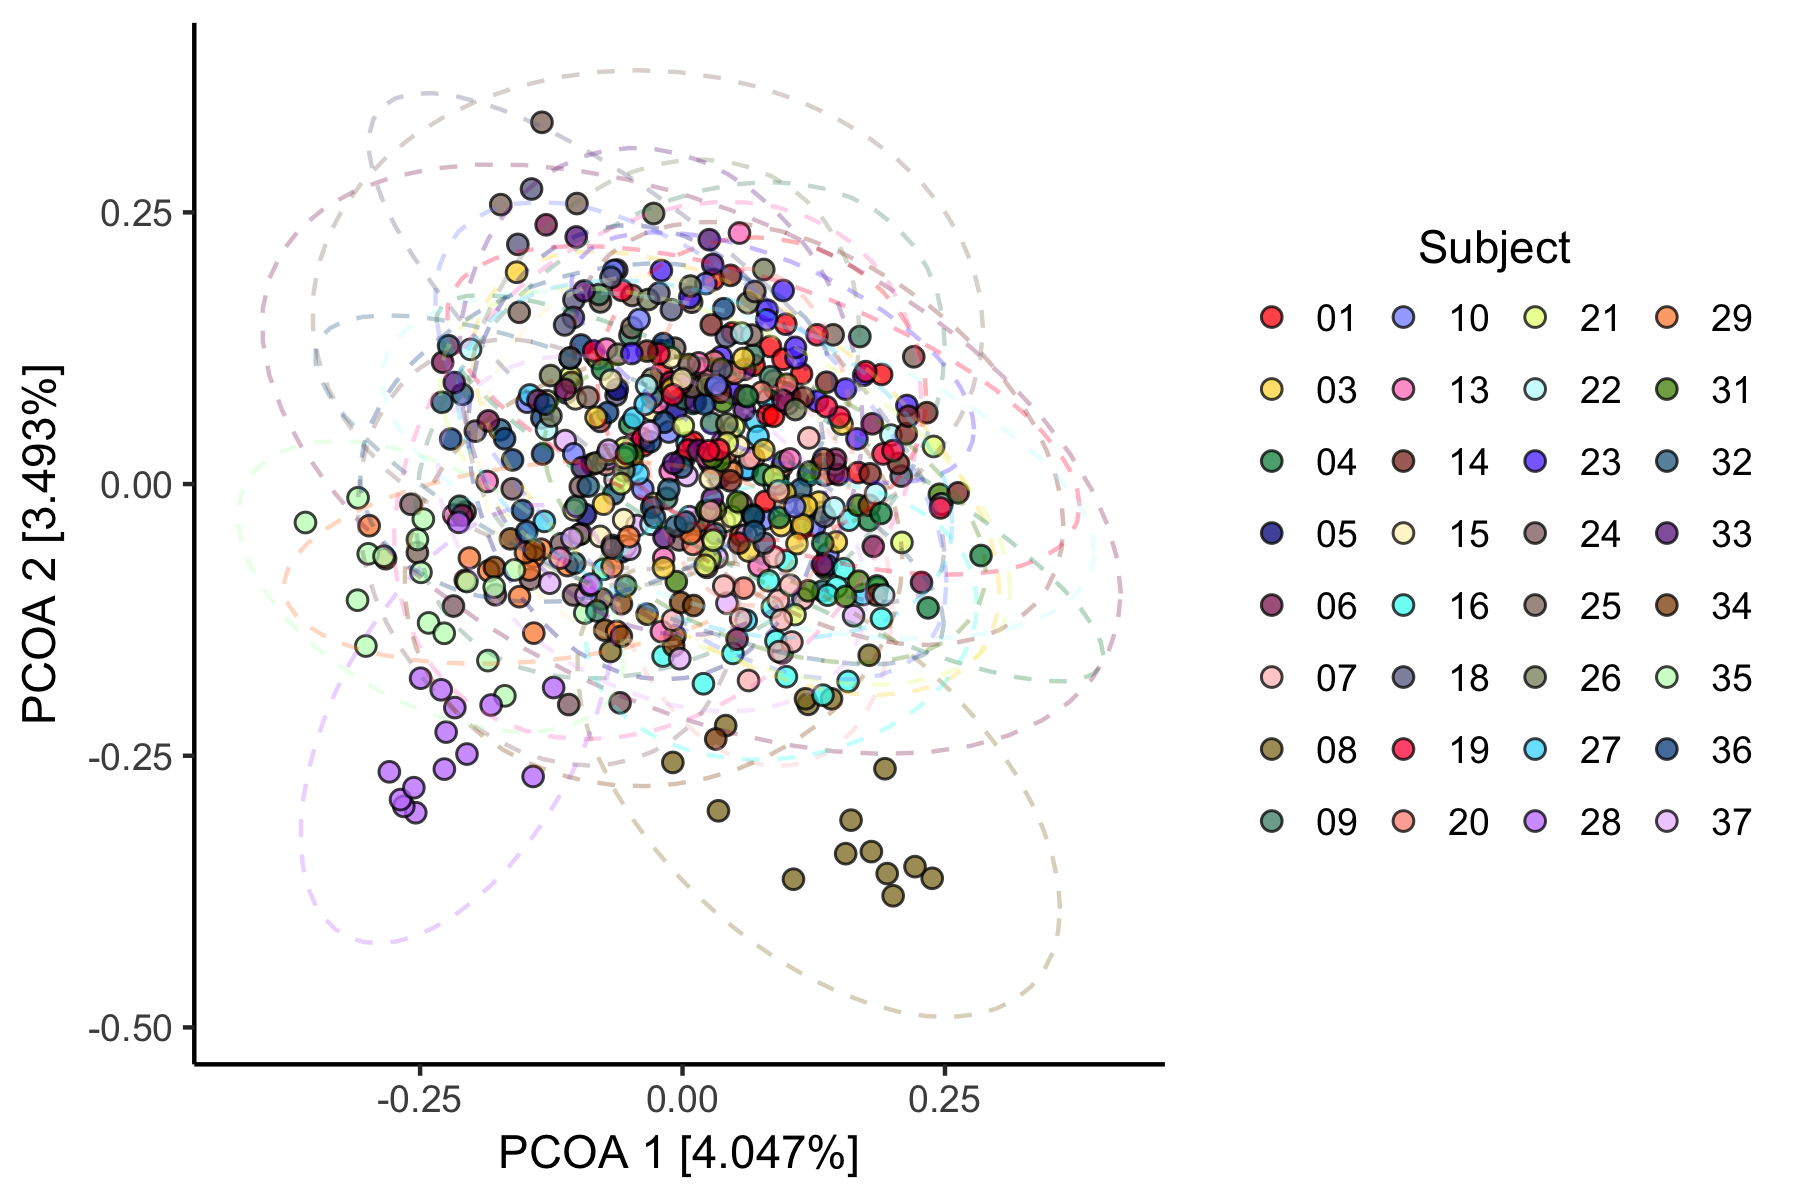 PCOA 2 [3.493%]
0.25
0.00
-0.25
-0.50
-0.25 0.00 0.25
PCOA 1 [4.047%]
Subject
01 10 21 29
03 13 22 31
04 14 23 32
05 15 24 33
06 16 25 34
07 18 26 35
08 19 27 36
09 20 28 37